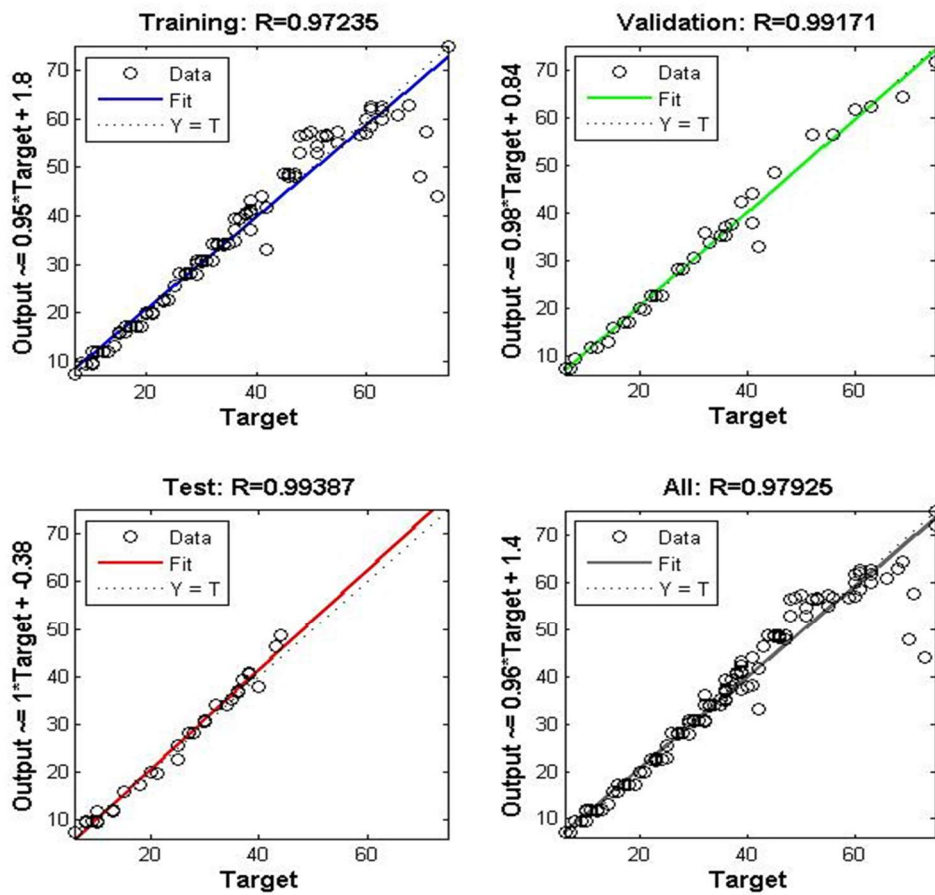 Training: R=0.97235
Output ~= 0.95*Target + 1.8
70
60
50
40
30
20
10
Data
Fit
Y = T
20
40
60
Target
Validation: R=0.99171
Output ~= 0.98*Target + 0.84
70
60
50
40
30
20
10
Data
Fit
Y = T
20
40
60
Target
Test: R=0.99387
Output ~= 1*Target + -0.38
70
60
50
40
30
20
10
Data
Fit
Y = T
20
40
60
Target
All: R=0.97925
Output ~= 0.96*Target + 1.4
70
60
50
40
30
20
10
Data
Fit
Y = T
20
40
60
Target